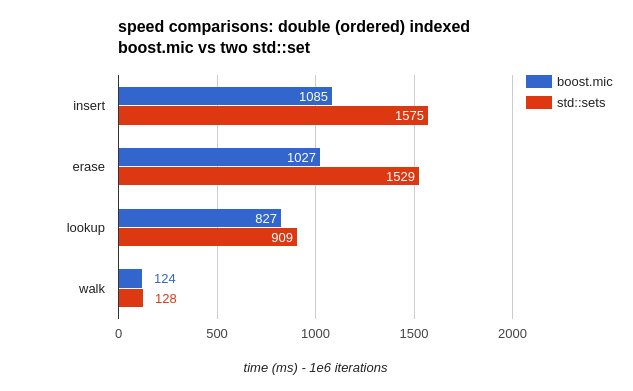 speed comparisons: double (ordered) indexed
boost.mic vs two std::set
boost.mic
std::sets
insert
1085
1575
erase
1027
1529
lookup
827
909
walk
124
128
0 500 1000 1500 2000
time (ms) - 1e6 iterations